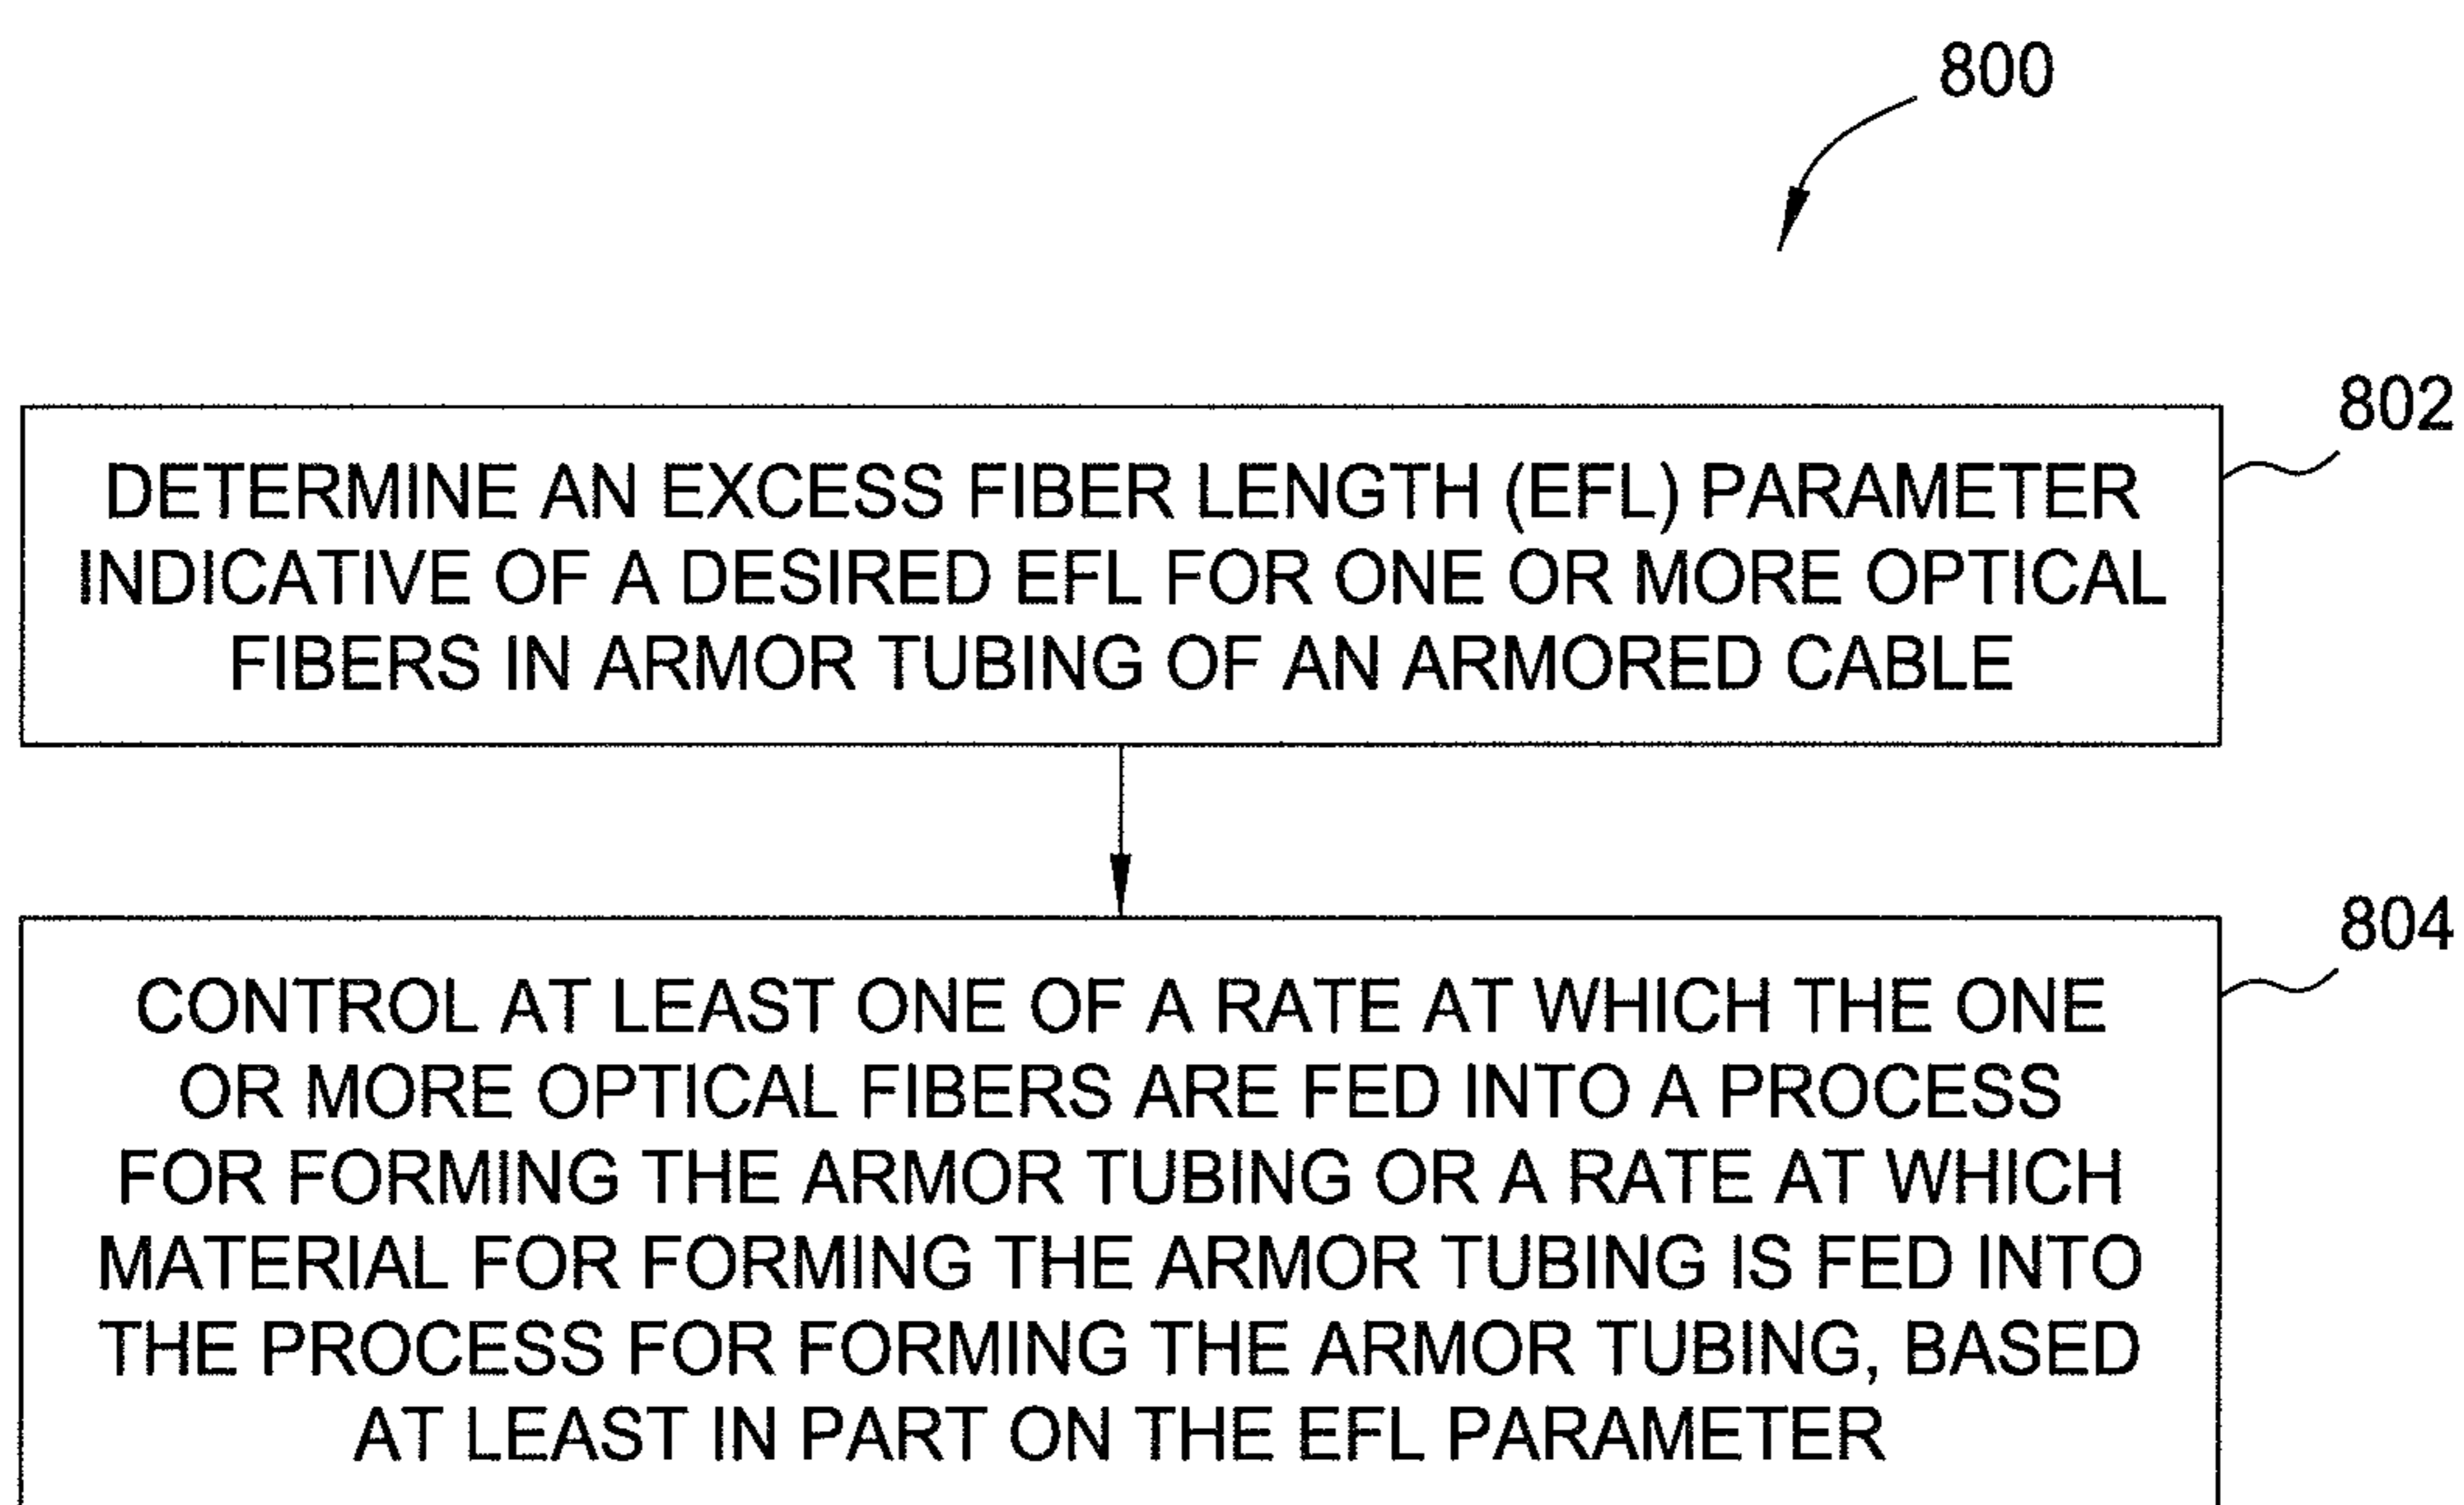 800
802
DETERMINE AN EXCESS FIBER LENGTH (EFL) PARAMETER
INDICATIVE OF A DESIRED EFL FOR ONE OR MORE OPTICAL
FIBERS IN ARMOR TUBING OF AN ARMORED CABLE
804
CONTROL AT LEAST ONE OF A RATE AT WHICH THE ONE
OR MORE OPTICAL FIBERS ARE FED INTO A PROCESS
FOR FORMING THE ARMOR TUBING OR A RATE AT WHICH
MATERIAL FOR FORMING THE ARMOR TUBING IS FED INTO
THE PROCESS FOR FORMING THE ARMOR TUBING, BASED
AT LEAST IN PART ON THE EFL PARAMETER